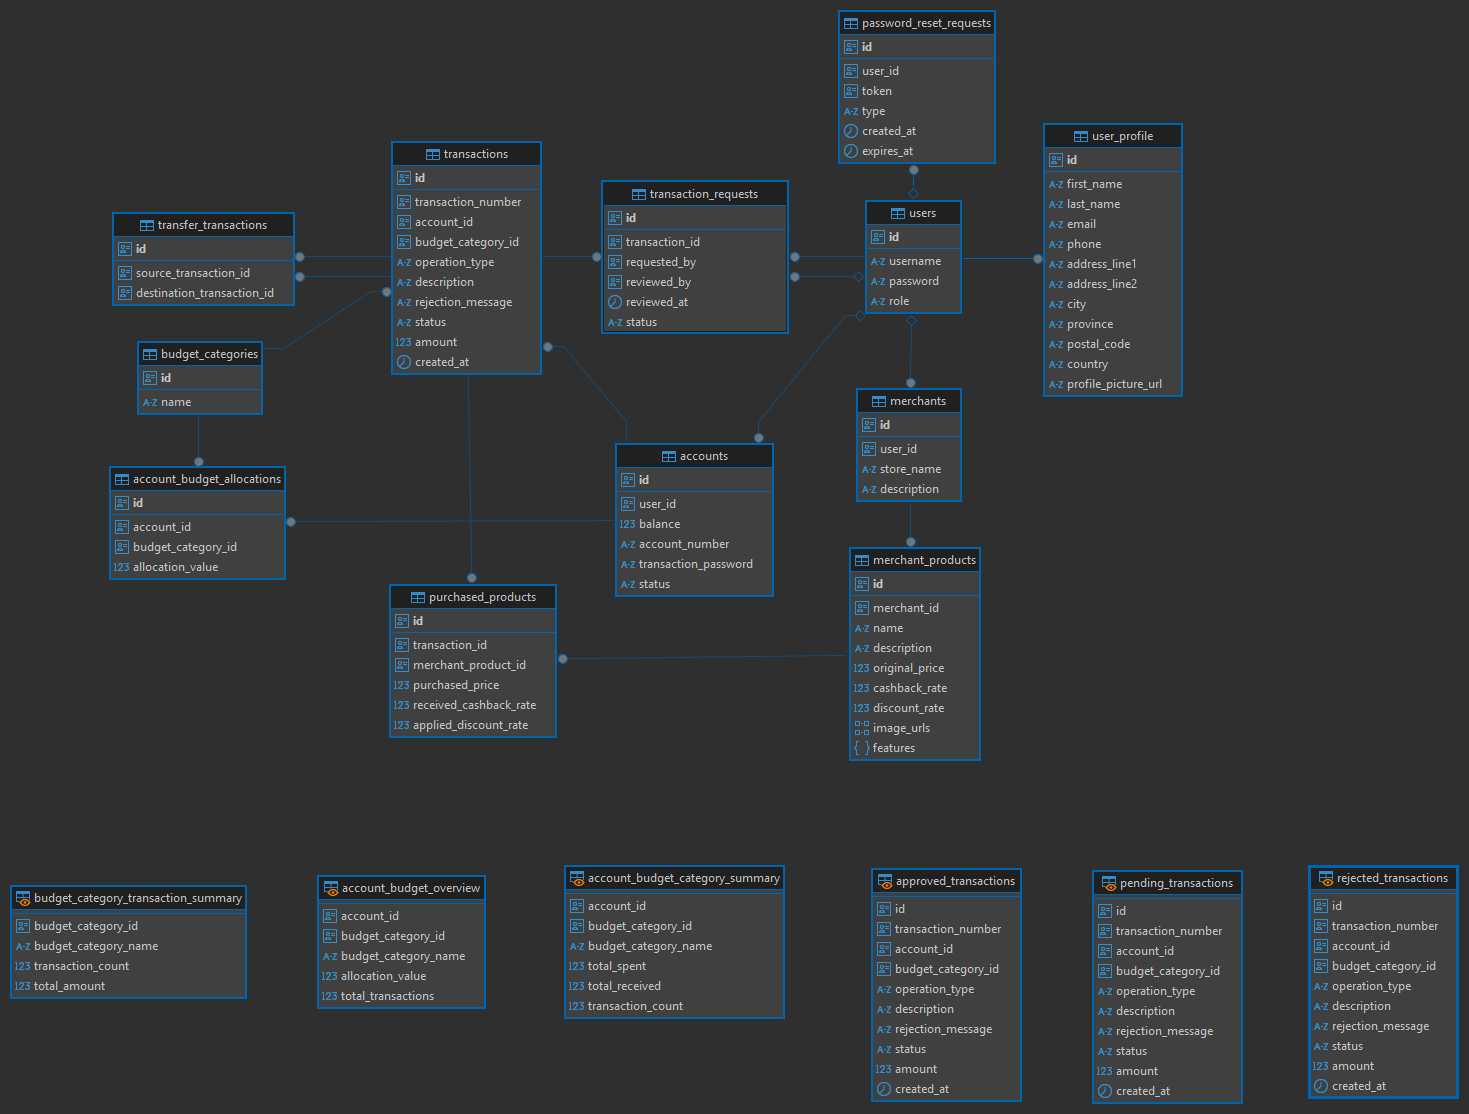 password_reset_requests
id
user_id
token
A-Z type
created_at
expires_at
user_profile
id
A-Z first_name
A-Z last_name
A-Z email
A-Z phone
A-Z address_line1
A-Z address_line2
A-Z city
A-Z province
A-Z postal_code
A-Z country
A-Z profile_picture_url
transactions
id
transaction_number
account_id
budget_category_id
A-Z operation_type
A-Z description
A-Z rejection_message
A-Z status
123 amount
created_at
transaction_requests
id
transaction_id
requested_by
reviewed_by
reviewed_at
A-Z status
users
id
A-Z username
A-Z password
A-Z role
transfer_transactions
id
source_transaction_id
destination_transaction_id
budget_categories
id
A-Z name
merchants
id
user_id
A-Z store_name
A-Z description
accounts
id
user_id
123 balance
A-Z account_number
A-Z transaction_password
A-Z status
account_budget_allocations
id
account_id
budget_category_id
123 allocation_value
merchant_products
id
merchant_id
A-Z name
A-Z description
123 original_price
123 cashback_rate
123 discount_rate
image_urls
{ } features
purchased_products
id
transaction_id
merchant_product_id
123 purchased_price
123 received_cashback_rate
123 applied_discount_rate
budget_category_transaction_summary
budget_category_id
A-Z budget_category_name
123 transaction_count
123 total_amount
account_budget_overview
account_id
budget_category_id
A-Z budget_category_name
123 allocation_value
123 total_transactions
account_budget_category_summary
account_id
budget_category_id
A-Z budget_category_name
123 total_spent
123 total_received
123 transaction_count
approved_transactions
id
transaction_number
account_id
budget_category_id
A-Z operation_type
A-Z description
A-Z rejection_message
A-Z status
123 amount
created_at
pending_transactions
id
transaction_number
account_id
budget_category_id
A-Z operation_type
A-Z description
A-Z rejection_message
A-Z status
123 amount
created_at
rejected_transactions
id
transaction_number
account_id
budget_category_id
A-Z operation_type
A-Z description
A-Z rejection_message
A-Z status
123 amount
created_at